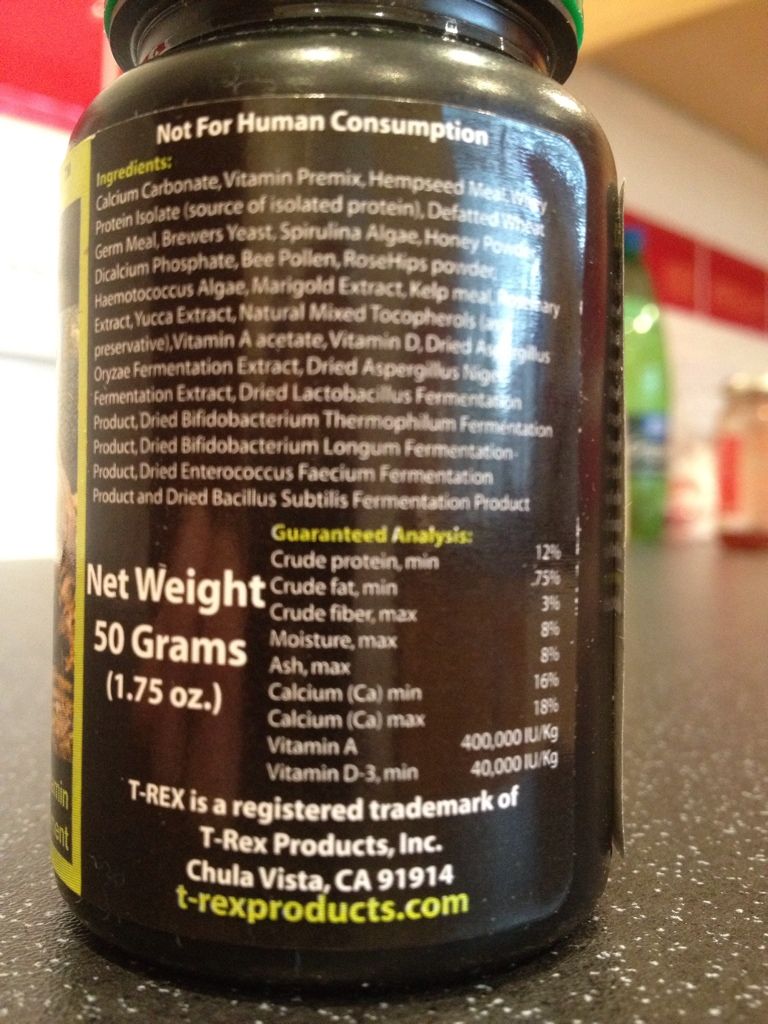 Not For Human Consumption
Ingredients:
Calcium Carbonate, Vitamin Premix, Hempseed Meal, Whey
Protein Isolate (source of isolated protein), Defatted Wheat
Germ Meal, Brewers Yeast, Spirulina Algae, Honey Powder,
Dicalcium Phosphate, Bee Pollen, RoseHips powder,
Haemotococcus Algae, Marigold Extract, Kelp meal, Rosemary
Extract, Yucca Extract, Natural Mixed Tocopherols (as
preservative),Vitamin A acetate, Vitamin D, Dried Aspergillus
Oryzae Fermentation Extract, Dried Aspergillus Niger
Fermentation Extract, Dried Lactobacillus Fermentation
Product, Dried Bifidobacterium Thermophilum Fermentation
Product, Dried Bifidobacterium Longum Fermentation
Product, Dried Enterococcus Faecium Fermentation
Product and Dried Bacillus Subtilis Fermentation Product
Guaranteed Analysis:
Crude protein, min 12%
Crude fat, min .75%
Crude fiber, max 3%
Moisture, max 8%
Ash, max 8%
Calcium (Ca) min 16%
Calcium (Ca) max 18%
Vitamin A 400,000 IU/Kg
Vitamin D-3, min 40,000 IU/Kg
Net Weight
50 Grams
(1.75 oz.)
T-REX is a registered trademark of
T-Rex Products, Inc.
Chula Vista, CA 91914
t-rexproducts.com